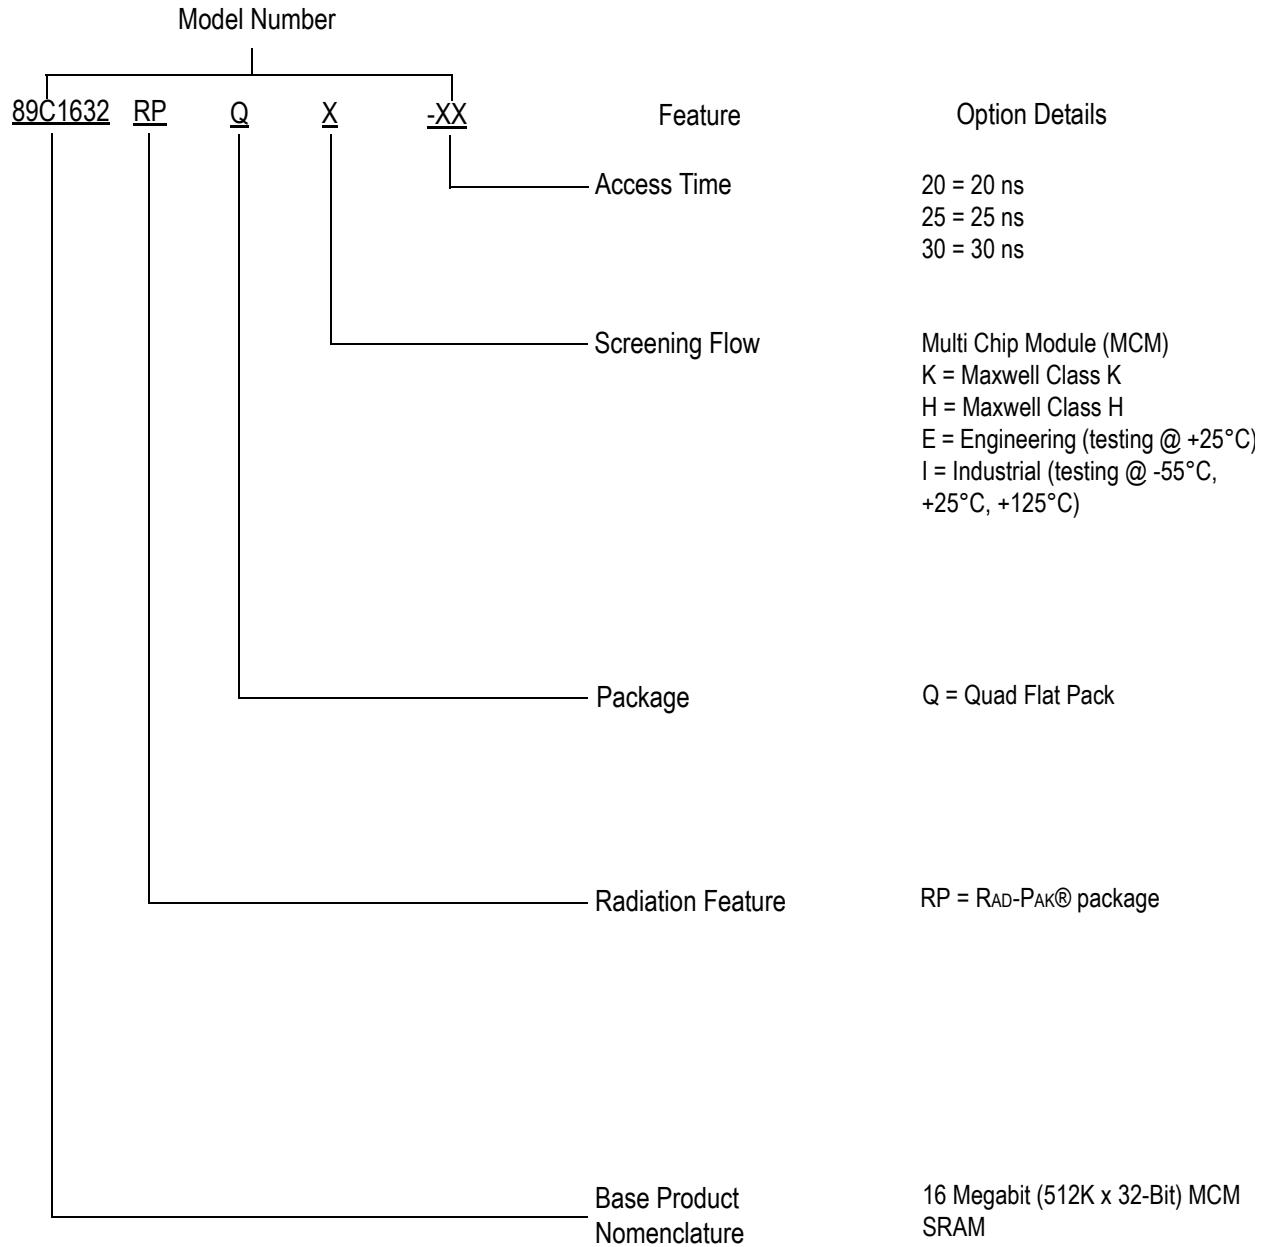 Model Number
89C1632 RP Q X -XX Feature Option Details
Access Time 20 = 20 ns
25 = 25 ns
30 = 30 ns
Screening Flow Multi Chip Module (MCM)
K = Maxwell Class K
H = Maxwell Class H
E = Engineering (testing @ +25°C)
I = Industrial (testing @ -55°C,
+25°C, +125°C)
Package Q = Quad Flat Pack
Radiation Feature RP = RAD-PAK® package
Base Product 16 Megabit (512K x 32-Bit) MCM
Nomenclature SRAM